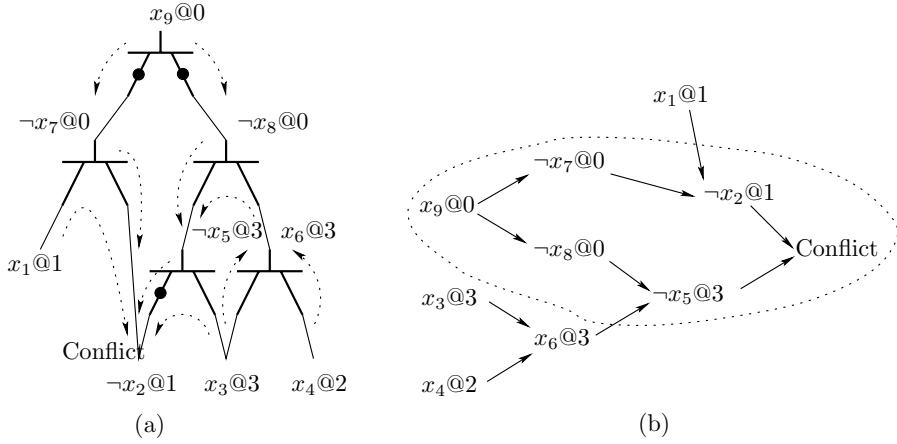 x₉@0
¬x₇@0 ¬x₈@0
x₁@1 ¬x₅@3 x₆@3
Conflict
¬x₂@1 x₃@3 x₄@2
(a)
x₁@1
¬x₇@0
¬x₂@1
x₉@0
¬x₈@0 Conflict
x₃@3 ¬x₅@3
x₆@3
x₄@2
(b)